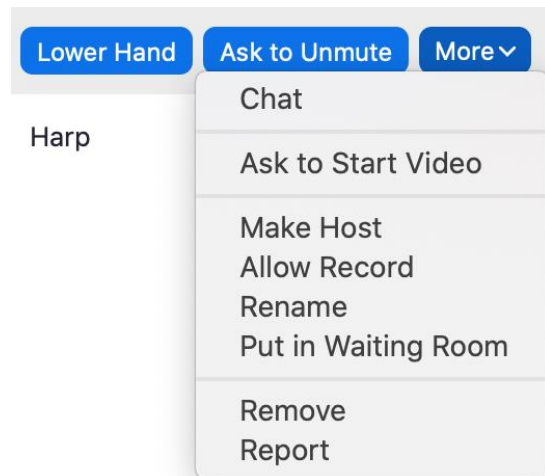 Lower Hand Ask to Unmute More
Chat
Harp
Ask to Start Video
Make Host
Allow Record
Rename
Put in Waiting Room
Remove
Report